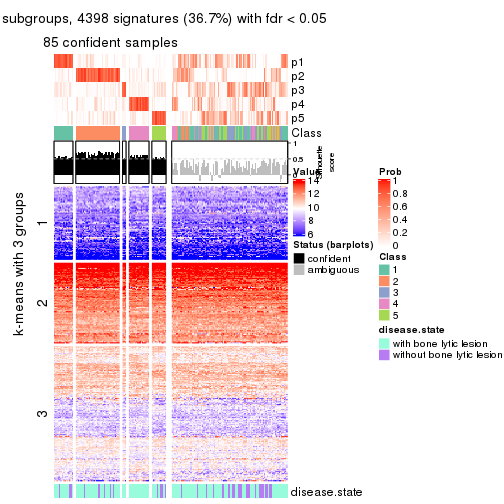 subgroups, 4398 signatures (36.7%) with fdr < 0.05
85 confident samples
p1
p2
p3
p4
p5
Class
1
0.5
0
silhouette
score
Value
14
12
10
8
6
Status (barplots)
confident
ambiguous
Prob
1
0.8
0.6
0.4
0.2
0
Class
1
2
3
4
5
disease.state
with bone lytic lesion
without bone lytic lesion
k-means with 3 groups
1
2
3
disease.state